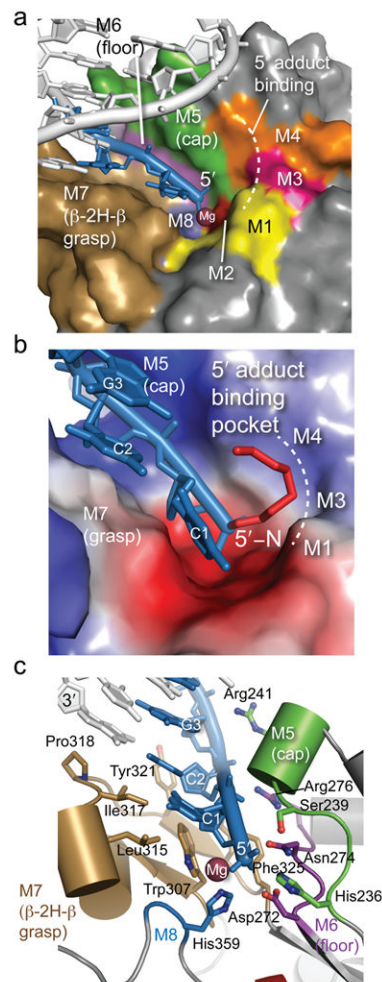 a
M6
(floor)
5′ adduct
binding
M5
(cap)
M4
5′
M3
M7
(β-2H-β
grasp)
M8
Mg
M1
M2
b
M5
(cap)
G3
5′ adduct
binding
pocket
M4
C2
M7
(grasp)
M3
C1
5′–N
M1
c
3′
Arg241
G3
M5
(cap)
Pro318
Tyr321
C2
Arg276
Ile317
Ser239
C1
Leu315
5′
Asn274
Mg
Phe325
M7
(β-2H-β
grasp)
Trp307
His236
Asp272
M8
M6
(floor)
His359